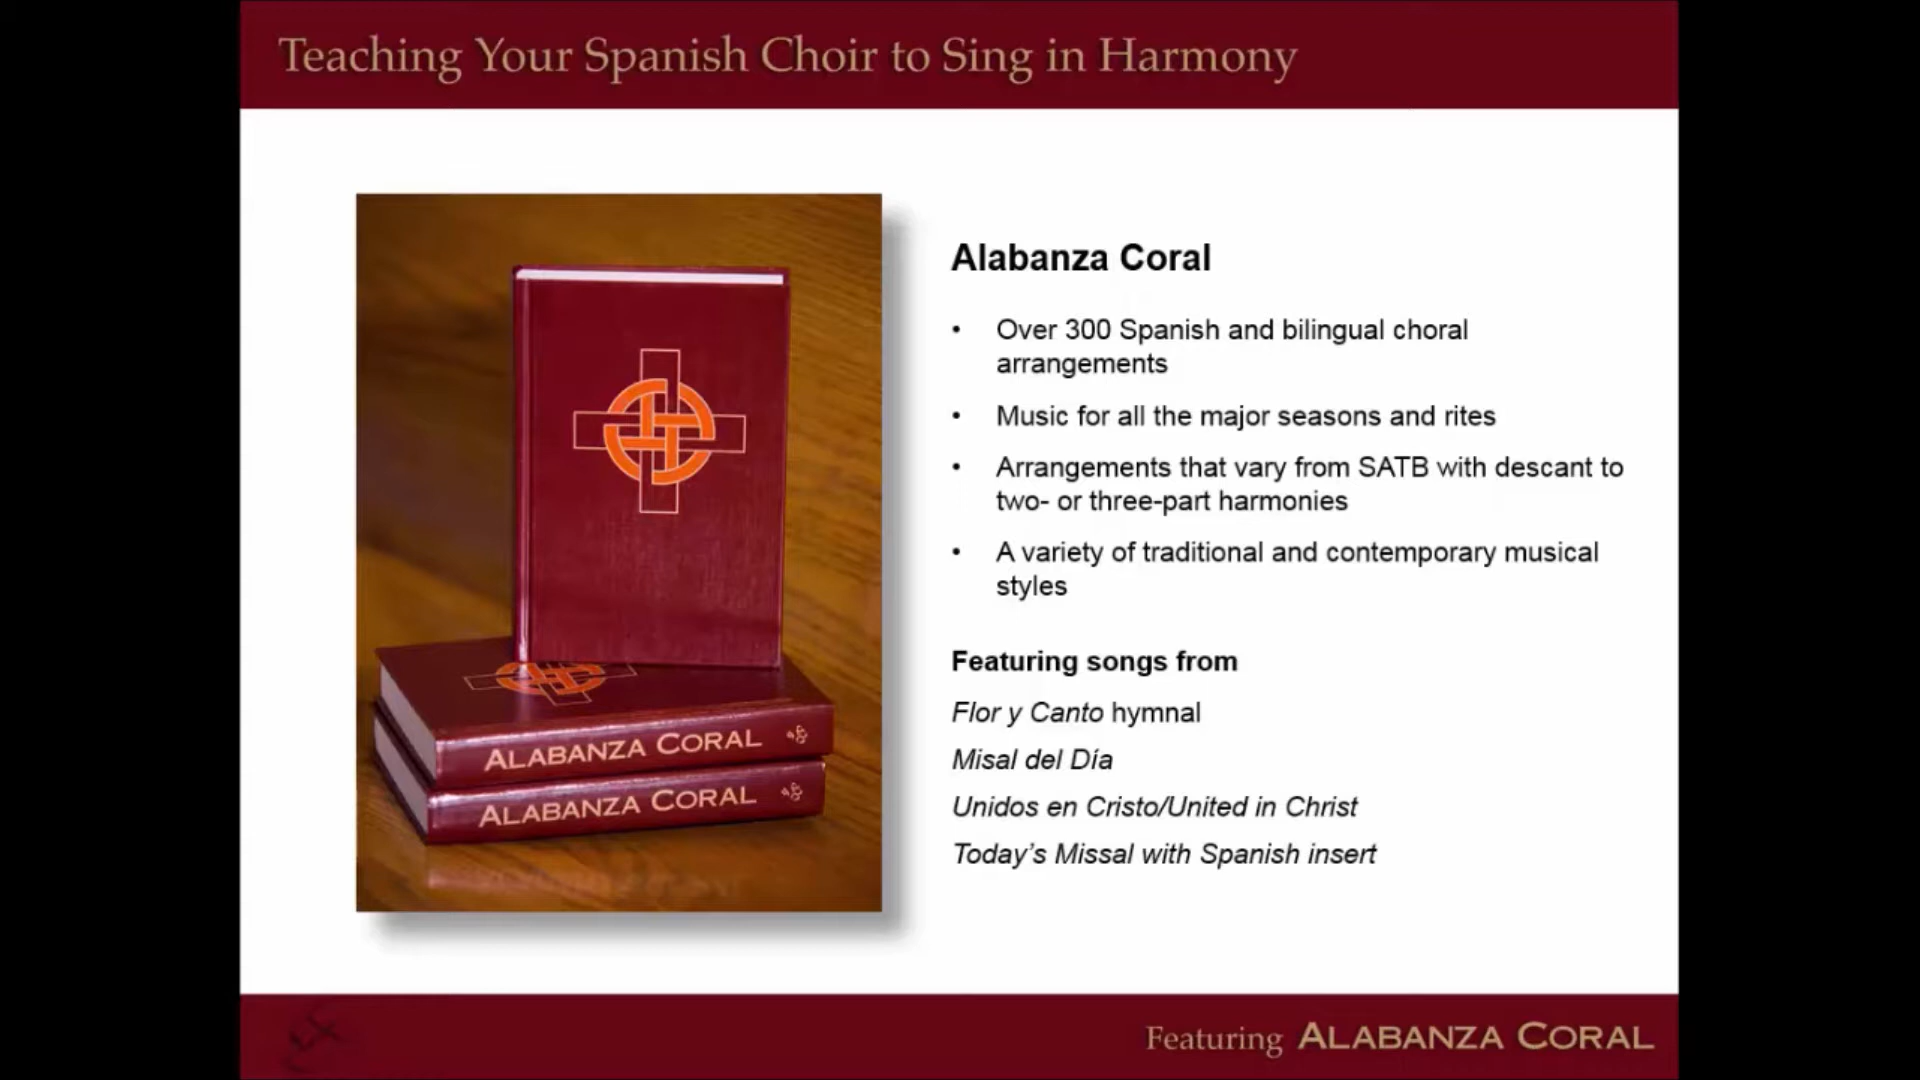 Teaching Your Spanish Choir to Sing in Harmony
ALABANZA CORAL
ALABANZA CORAL
Alabanza Coral
• Over 300 Spanish and bilingual choral
arrangements
• Music for all the major seasons and rites
• Arrangements that vary from SATB with descant to
two- or three-part harmonies
• A variety of traditional and contemporary musical
styles
Featuring songs from
Flor y Canto hymnal
Misal del Día
Unidos en Cristo/United in Christ
Today’s Missal with Spanish insert
Featuring ALABANZA CORAL